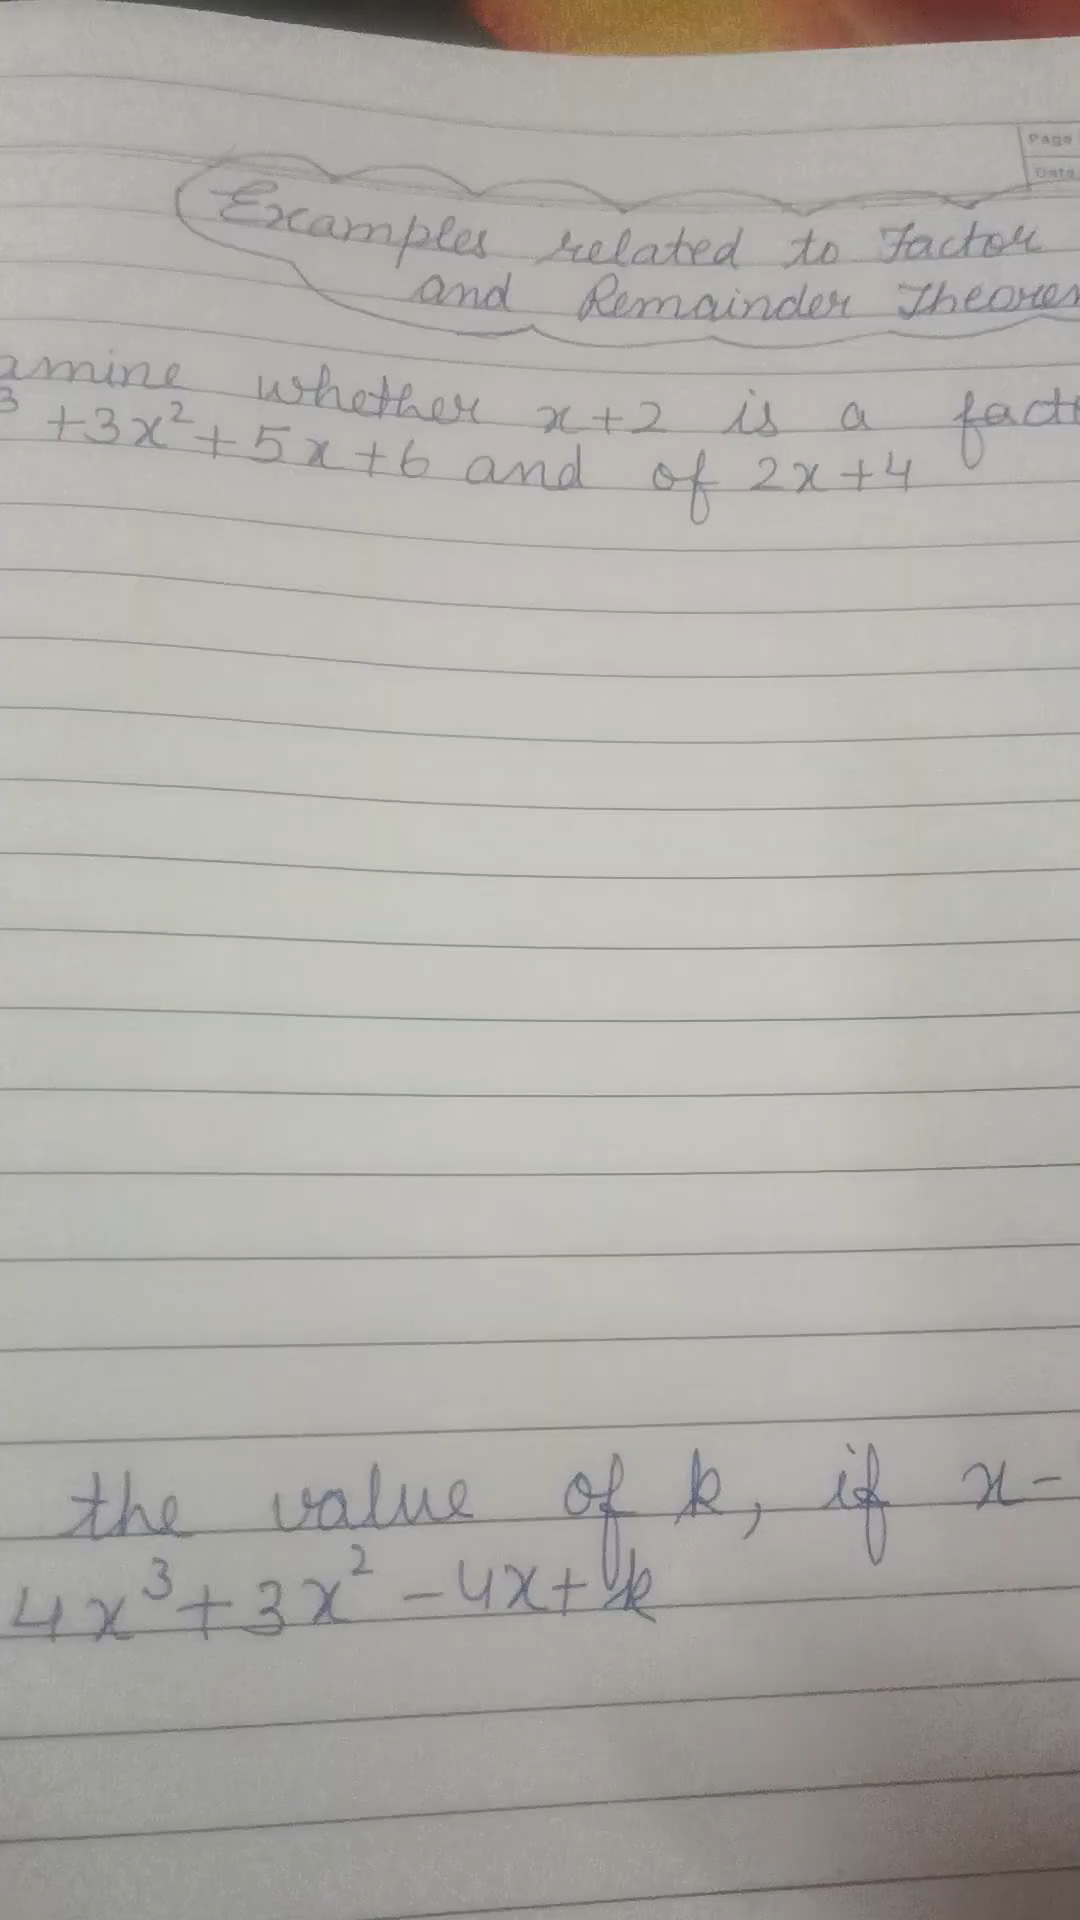 Page
Date
Examples related to Factor
and Remainder Theorem
amine whether x+2 is a fact
³ +3x²+5x+6 and of 2x+4
the value of k, if x-
4x³+3x²-4x+k